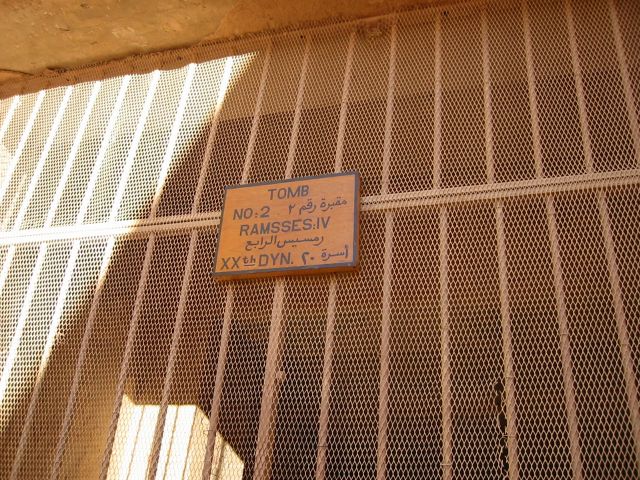 TOMB
NO:2 مقبرة رقم ٢
RAMSSES:IV
رمسيس الرابع
XXth DYN. أسرة ٢٠